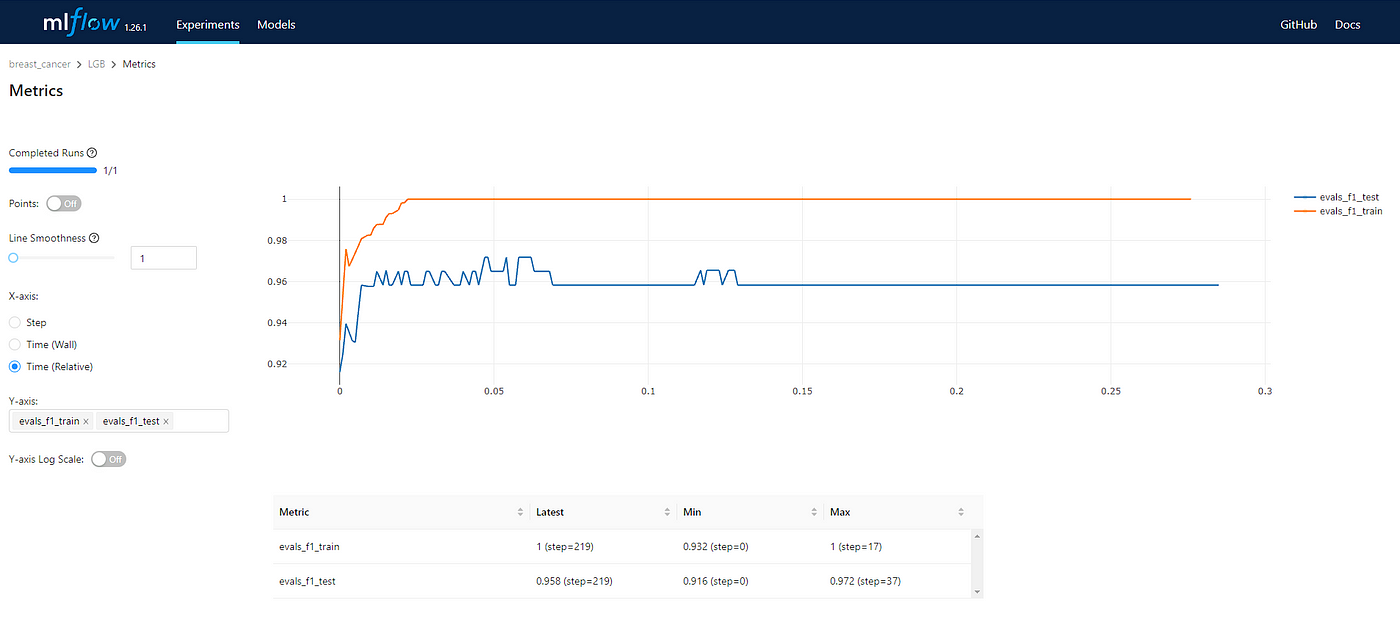 mlflow 1.26.1 Experiments Models GitHub Docs
breast_cancer > LGB > Metrics
Metrics
Completed Runs ?
1/1
Points: Off
Line Smoothness ?
1
X-axis:
Step
Time (Wall)
Time (Relative)
Y-axis:
evals_f1_train × evals_f1_test ×
Y-axis Log Scale: Off
1
0.98
0.96
0.94
0.92
0 0.05 0.1 0.15 0.2 0.25 0.3
evals_f1_test
evals_f1_train
Metric Latest Min Max
evals_f1_train 1 (step=219) 0.932 (step=0) 1 (step=17)
evals_f1_test 0.958 (step=219) 0.916 (step=0) 0.972 (step=37)